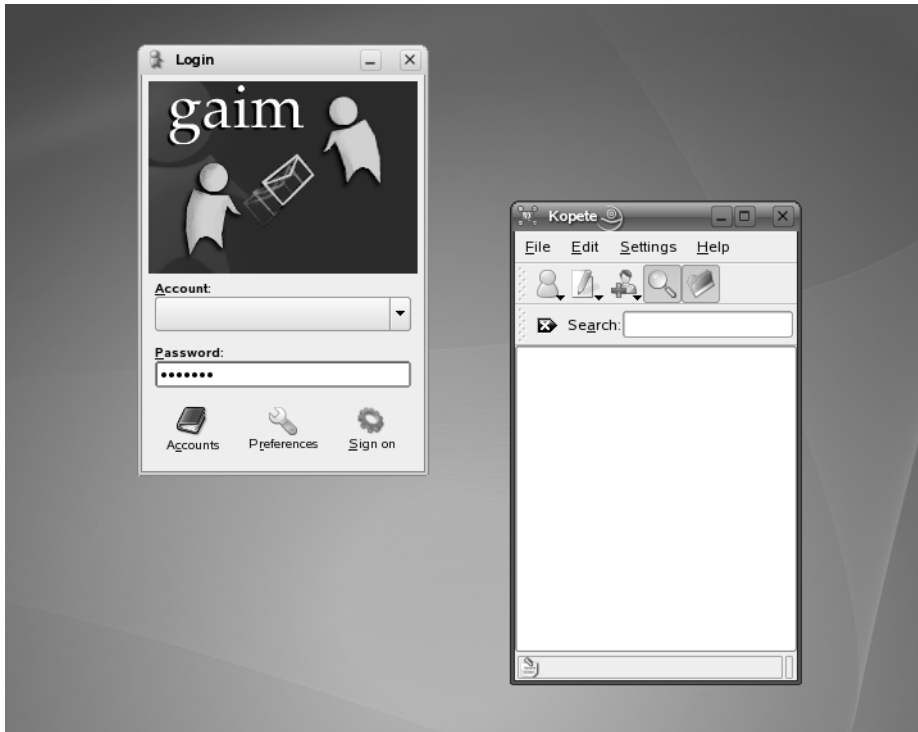 Login
gaim
Account:
Password:
•••••••
Accounts Preferences Sign on
Kopete
File Edit Settings Help
Search: